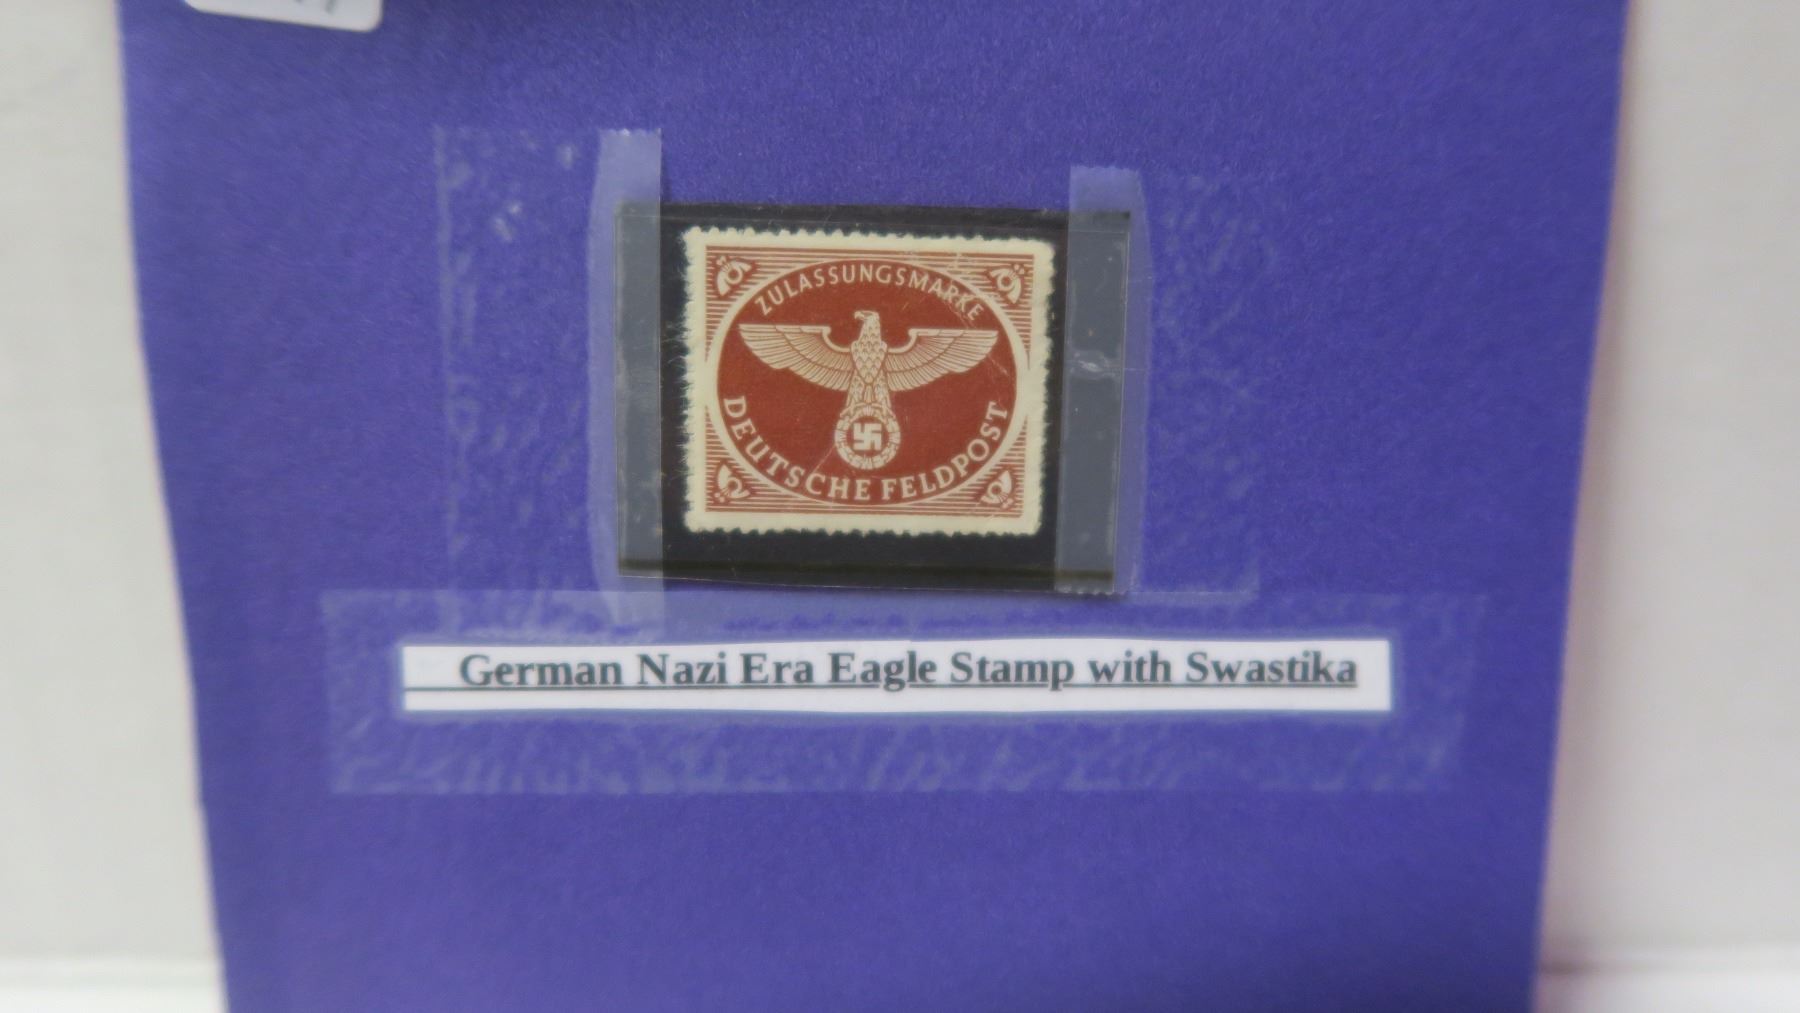 ZULASSUNGSMARKE
DEUTSCHE FELDPOST
German Nazi Era Eagle Stamp with Swastika